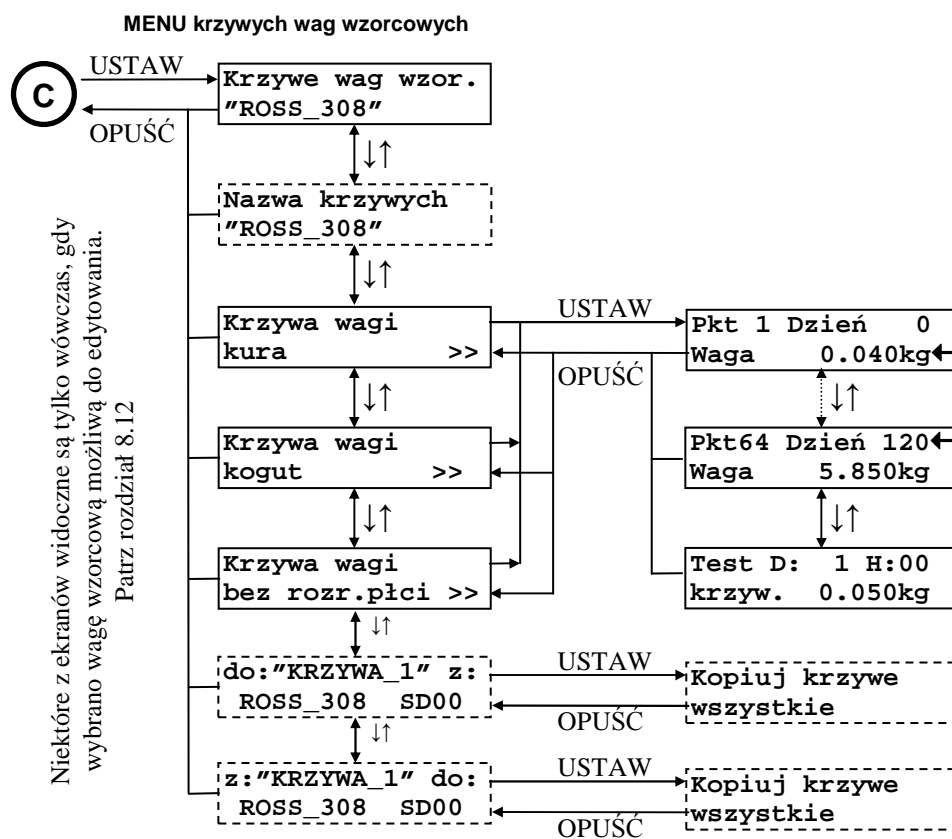 MENU krzywych wag wzorcowych
C
USTAW
OPUŚĆ
Krzywe wag wzor.
"ROSS_308"
↓↑
Nazwa krzywych
"ROSS_308"
↓↑
Krzywa wagi
kura >>
USTAW
OPUŚĆ
Pkt 1 Dzień 0
Waga 0.040kg
↓↑
↓↑
Krzywa wagi
kogut >>
Pkt64 Dzień 120
Waga 5.850kg
↓↑
↓↑
Krzywa wagi
bez rozr.płci >>
Test D: 1 H:00
krzyw. 0.050kg
↓↑
do:"KRZYWA_1" z:
ROSS_308 SD00
USTAW
OPUŚĆ
Kopiuj krzywe
wszystkie
↓↑
z:"KRZYWA_1" do:
ROSS_308 SD00
USTAW
OPUŚĆ
Kopiuj krzywe
wszystkie
Niektóre z ekranów widoczne są tylko wówczas, gdy
wybrano wagę wzorcową możliwą do edytowania.
Patrz rozdział 8.12